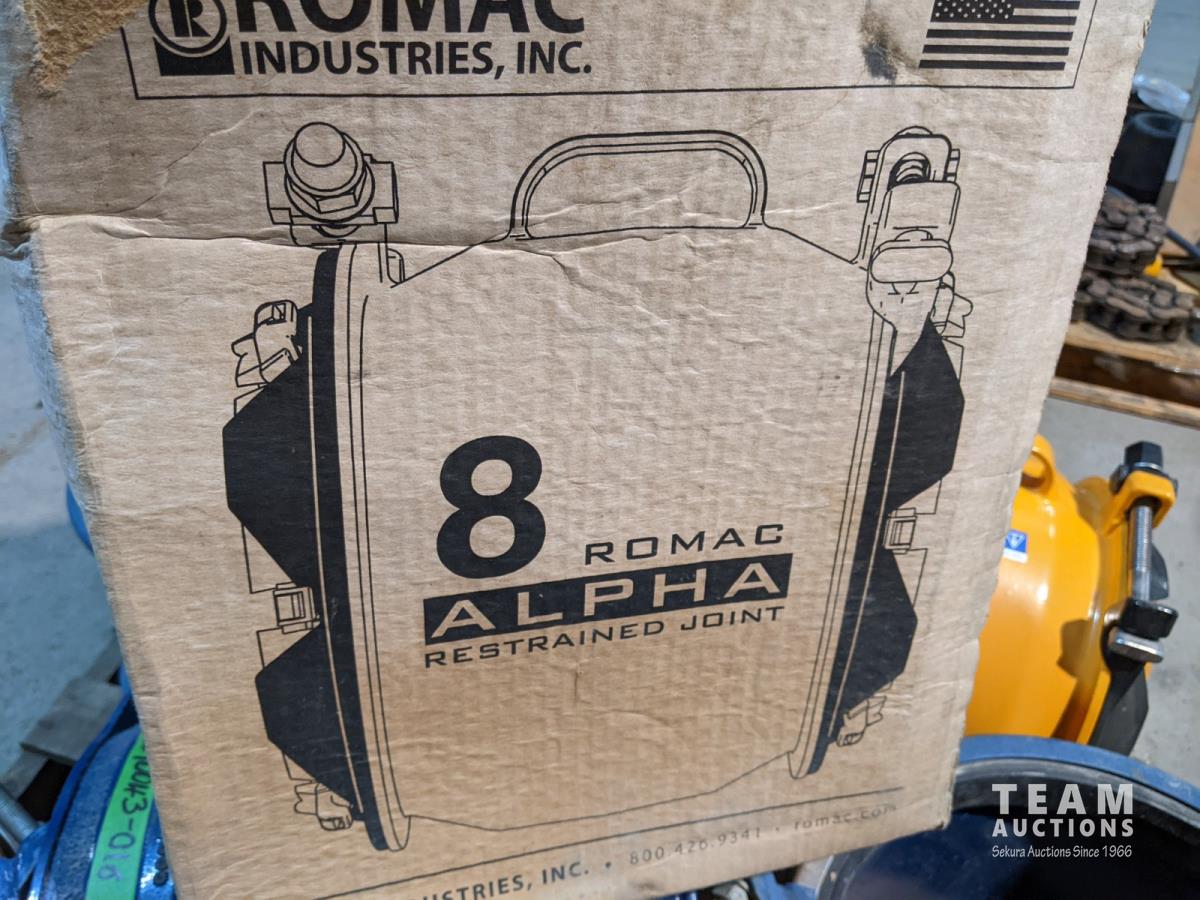 ROMAC
INDUSTRIES, INC.
8
ROMAC
ALPHA
RESTRAINED JOINT
INC. • 800.426.9341 • romac.com
TEAM
AUCTIONS
Sekura Auctions Since 1966